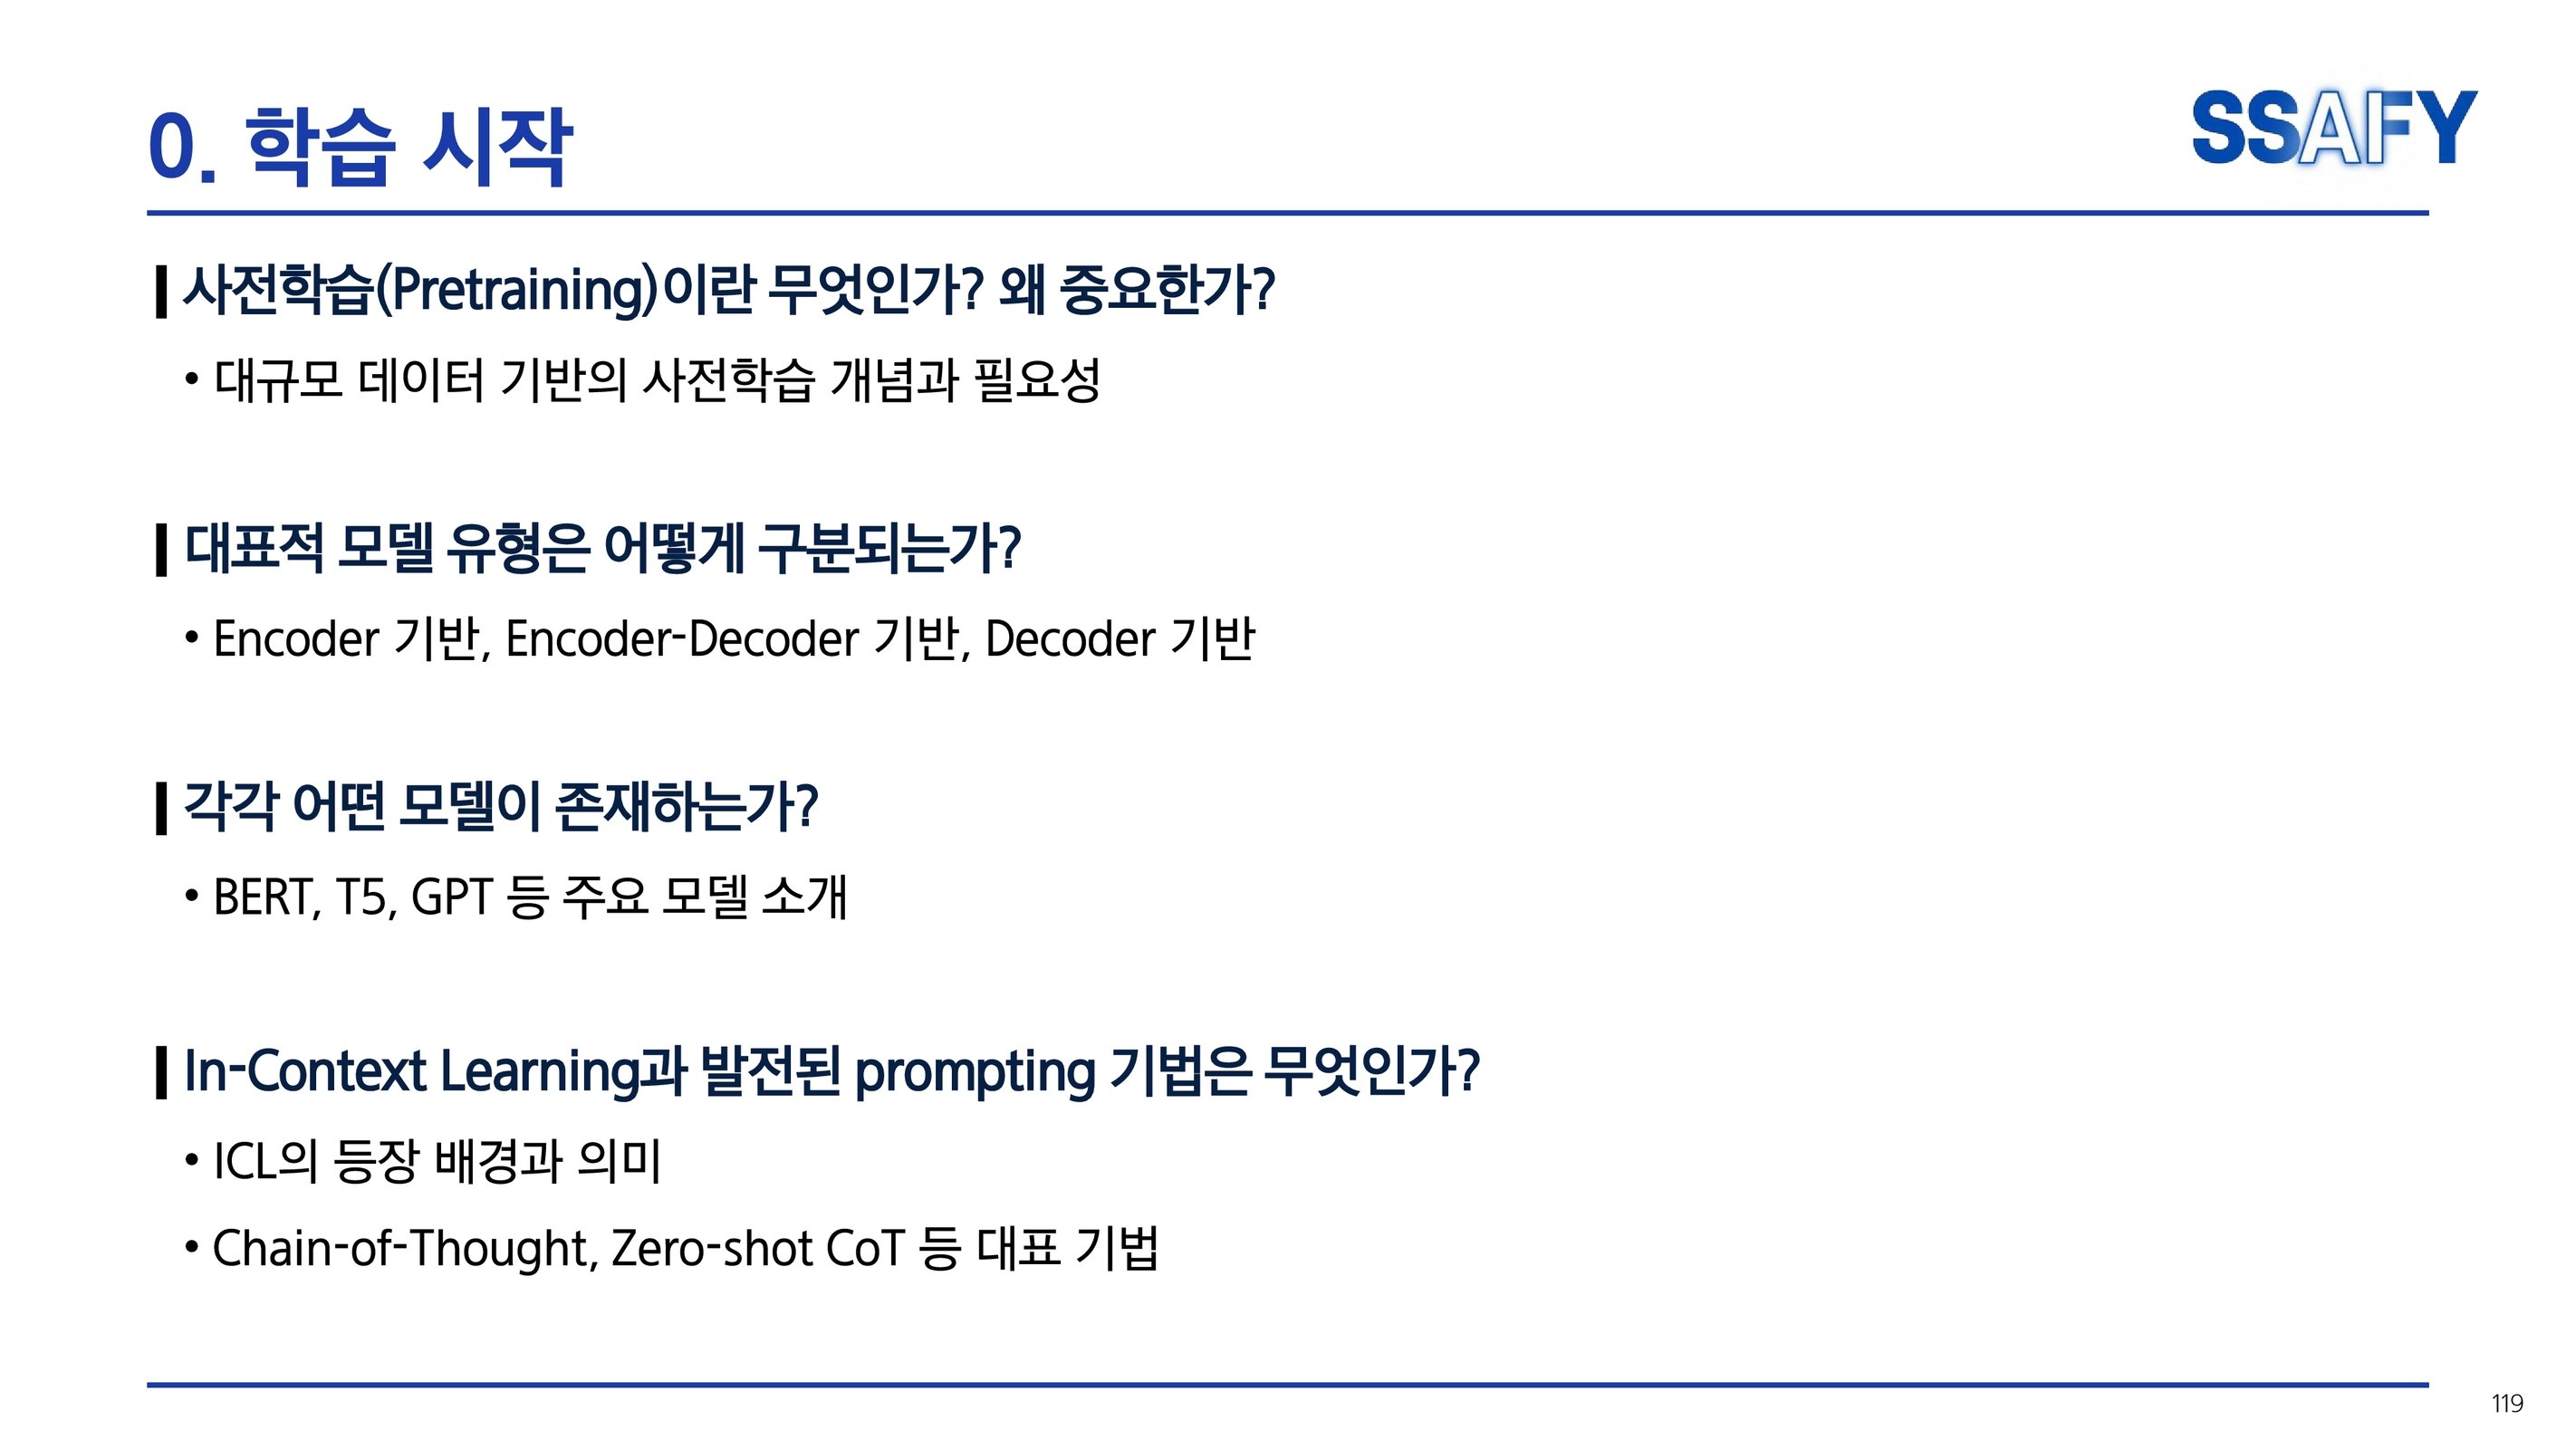 0. 학습 시작
SSAFY
사전학습(Pretraining)이란 무엇인가? 왜 중요한가?
• 대규모 데이터 기반의 사전학습 개념과 필요성
대표적 모델 유형은 어떻게 구분되는가?
• Encoder 기반, Encoder-Decoder 기반, Decoder 기반
각각 어떤 모델이 존재하는가?
• BERT, T5, GPT 등 주요 모델 소개
In-Context Learning과 발전된 prompting 기법은 무엇인가?
• ICL의 등장 배경과 의미
• Chain-of-Thought, Zero-shot CoT 등 대표 기법
119